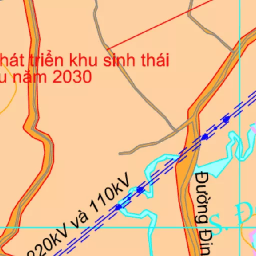 hát triển khu sinh thái
u năm 2030
220kV và 110kV
Đường Đin
S. Đ